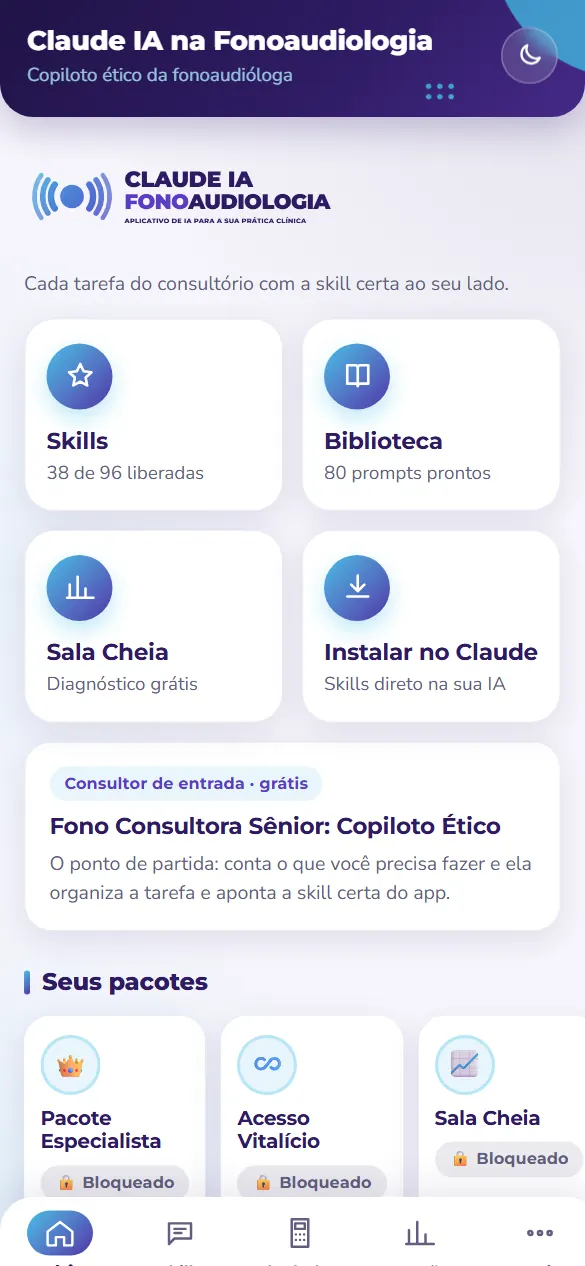 Claude IA na Fonoaudiologia
Copiloto ético da fonoaudióloga
CLAUDE IA
FONOAUDIOLOGIA
APLICATIVO DE IA PARA A SUA PRÁTICA CLÍNICA
Cada tarefa do consultório com a skill certa ao seu lado.
Skills
38 de 96 liberadas
Biblioteca
80 prompts prontos
Sala Cheia
Diagnóstico grátis
Instalar no Claude
Skills direto na sua IA
Consultor de entrada · grátis
Fono Consultora Sênior: Copiloto Ético
O ponto de partida: conta o que você precisa fazer e ela
organiza a tarefa e aponta a skill certa do app.
Seus pacotes
Pacote
Especialista
Bloqueado
Acesso
Vitalício
Bloqueado
Sala Cheia
Bloqueado